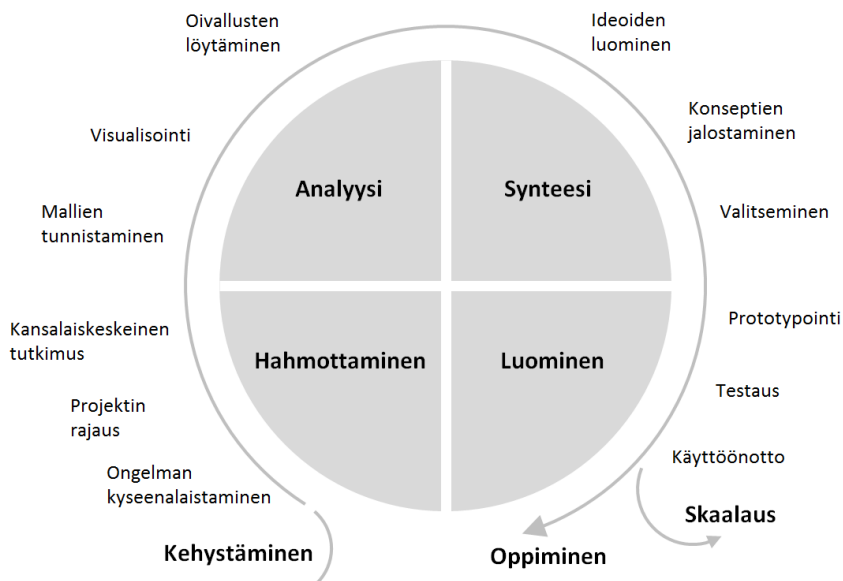 Oivallusten
löytäminen
Ideoiden
luominen
Visualisointi
Konseptien
jalostaminen
Analyysi
Synteesi
Mallien
tunnistaminen
Valitseminen
Kansalaiskeskeinen
tutkimus
Prototypointi
Hahmottaminen
Luominen
Projektin
rajaus
Testaus
Ongelman
kyseenalaistaminen
Käyttöönotto
Kehystäminen
Oppiminen
Skaalaus